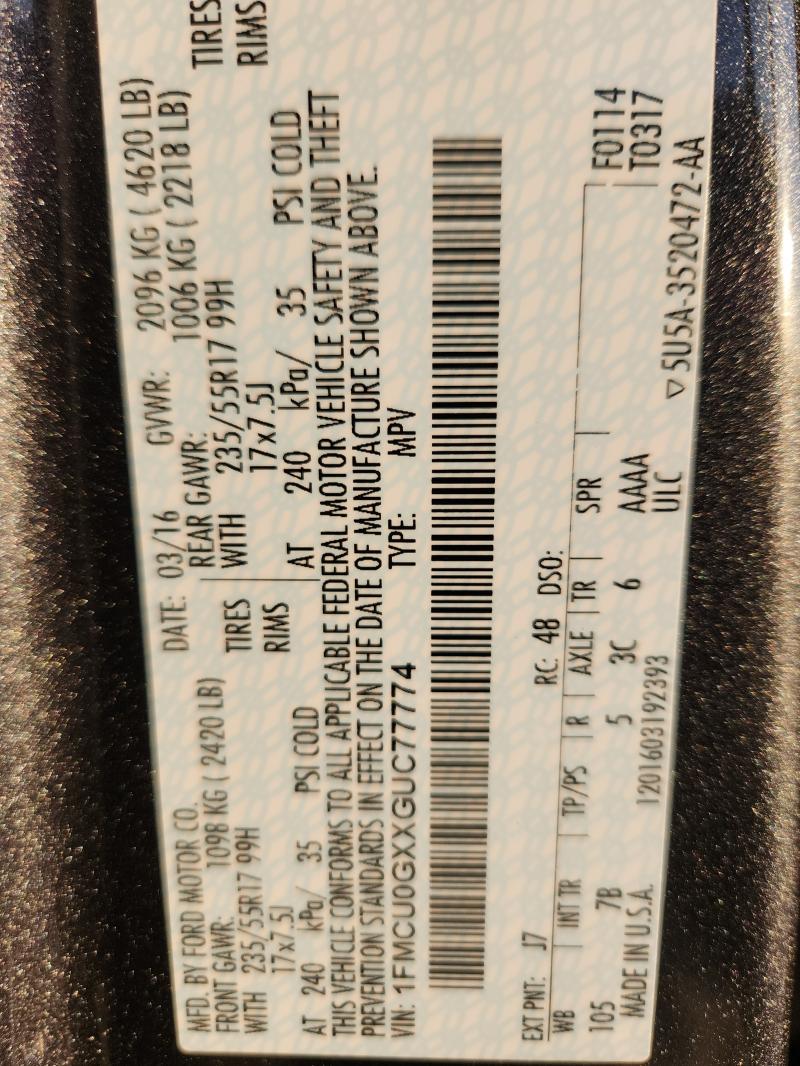 MFD. BY FORD MOTOR CO.
DATE: 03/16 GVWR: 2096 KG ( 4620 LB)
FRONT GAWR: 1098 KG ( 2420 LB)
REAR GAWR: 1006 KG ( 2218 LB)
WITH 235/55R17 99H TIRES
WITH 235/55R17 99H TIRES
17x7.5J RIMS
17x7.5J RIMS
AT 240 kPa/ 35 PSI COLD
AT 240 kPa/ 35 PSI COLD
THIS VEHICLE CONFORMS TO ALL APPLICABLE FEDERAL MOTOR VEHICLE SAFETY AND THEFT
PREVENTION STANDARDS IN EFFECT ON THE DATE OF MANUFACTURE SHOWN ABOVE.
VIN: 1FMCU0GXXGUC77774 TYPE: MPV
F0114
T0317
EXT PNT: J7 RC: 48 DSO:
WB INT TR TP/PS R AXLE TR SPR
105 7B 5 3C 6 AAAA
ULC
MADE IN U.S.A. 1201603192393
▽ 5U5A-3520472-AA